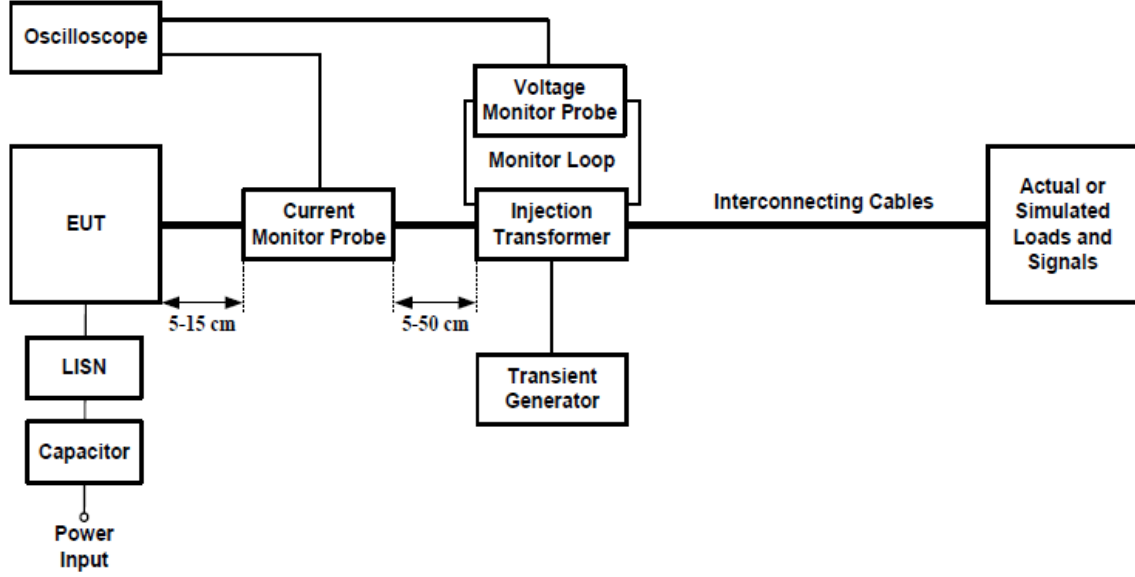 Oscilloscope
Voltage
Monitor Probe
Monitor Loop
EUT
Current
Monitor Probe
Injection
Transformer
Interconnecting Cables
Actual or
Simulated
Loads and
Signals
5-15 cm
5-50 cm
LISN
Transient
Generator
Capacitor
Power
Input